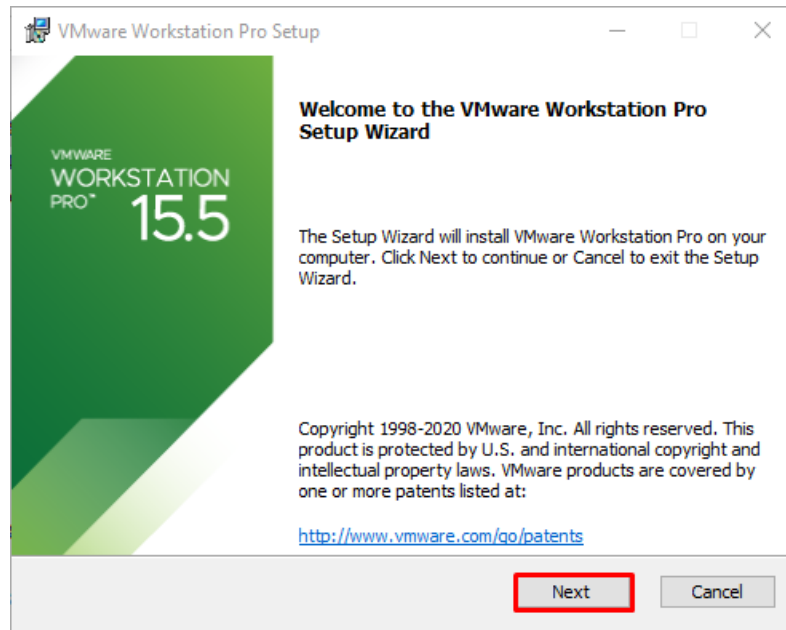 VMware Workstation Pro Setup
Welcome to the VMware Workstation Pro
Setup Wizard
VMWARE
WORKSTATION
PRO™ 15.5
The Setup Wizard will install VMware Workstation Pro on your
computer. Click Next to continue or Cancel to exit the Setup
Wizard.
Copyright 1998-2020 VMware, Inc. All rights reserved. This
product is protected by U.S. and international copyright and
intellectual property laws. VMware products are covered by
one or more patents listed at:
http://www.vmware.com/go/patents
Next Cancel